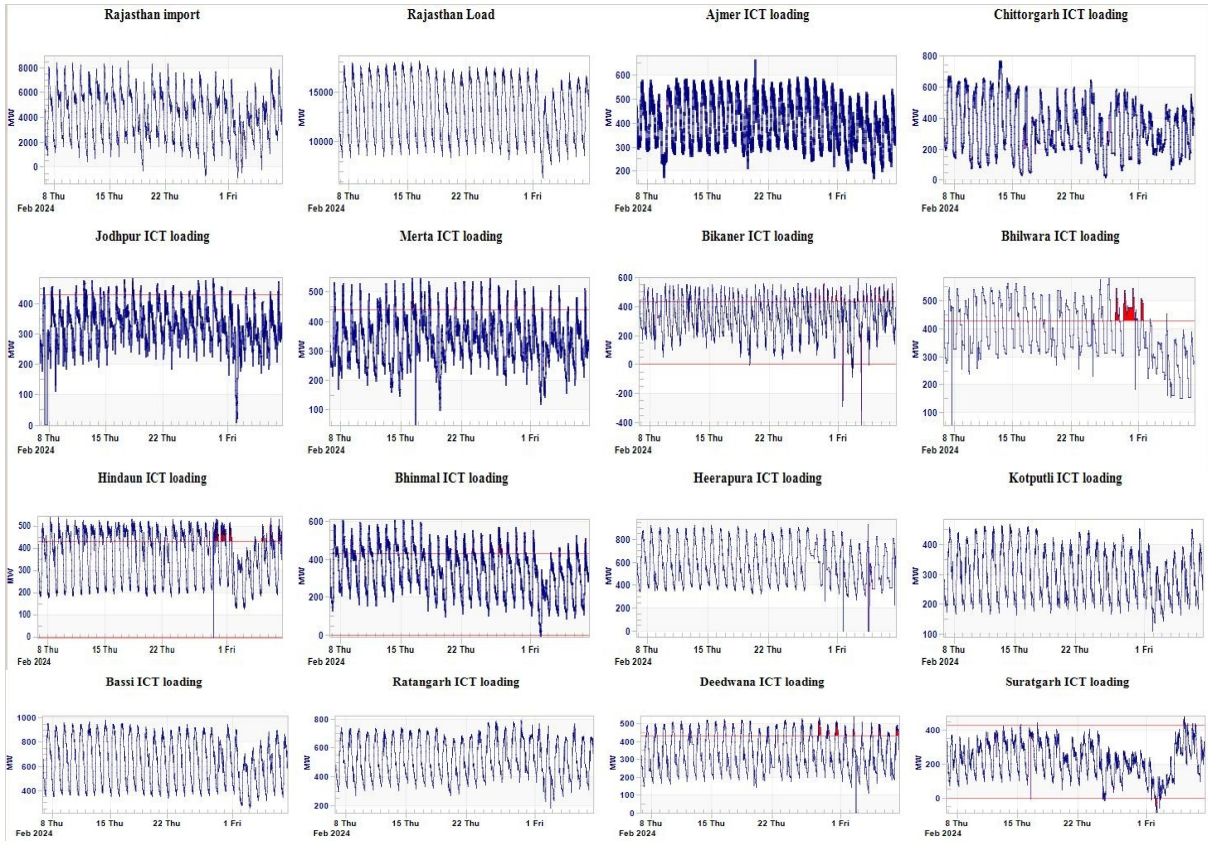 Rajasthan import
8000
6000
4000
2000
0
MW
8 Thu 15 Thu 22 Thu 1 Fri
Feb 2024
Rajasthan Load
15000
10000
MW
8 Thu 15 Thu 22 Thu 1 Fri
Feb 2024
Ajmer ICT loading
600
500
400
300
200
MW
8 Thu 15 Thu 22 Thu 1 Fri
Feb 2024
Chittorgarh ICT loading
800
600
400
200
0
MW
8 Thu 15 Thu 22 Thu 1 Fri
Feb 2024
Jodhpur ICT loading
400
300
200
100
0
MW
8 Thu 15 Thu 22 Thu 1 Fri
Feb 2024
Merta ICT loading
500
400
300
200
100
MW
8 Thu 15 Thu 22 Thu 1 Fri
Feb 2024
Bikaner ICT loading
600
400
200
0
-200
-400
MW
8 Thu 15 Thu 22 Thu 1 Fri
Feb 2024
Bhilwara ICT loading
500
400
300
200
100
MW
8 Thu 15 Thu 22 Thu 1 Fri
Feb 2024
Hindaun ICT loading
500
400
300
200
100
0
MW
8 Thu 15 Thu 22 Thu 1 Fri
Feb 2024
Bhinmal ICT loading
600
400
200
0
MW
8 Thu 15 Thu 22 Thu 1 Fri
Feb 2024
Heerapura ICT loading
800
600
400
200
0
MW
8 Thu 15 Thu 22 Thu 1 Fri
Feb 2024
Kotputli ICT loading
400
300
200
100
MW
8 Thu 15 Thu 22 Thu 1 Fri
Feb 2024
Bassi ICT loading
1000
800
600
400
MW
8 Thu 15 Thu 22 Thu 1 Fri
Feb 2024
Ratangarh ICT loading
800
600
400
200
MW
8 Thu 15 Thu 22 Thu 1 Fri
Feb 2024
Deedwana ICT loading
500
400
300
200
100
0
MW
8 Thu 15 Thu 22 Thu 1 Fri
Feb 2024
Suratgarh ICT loading
400
200
0
MW
8 Thu 15 Thu 22 Thu 1 Fri
Feb 2024